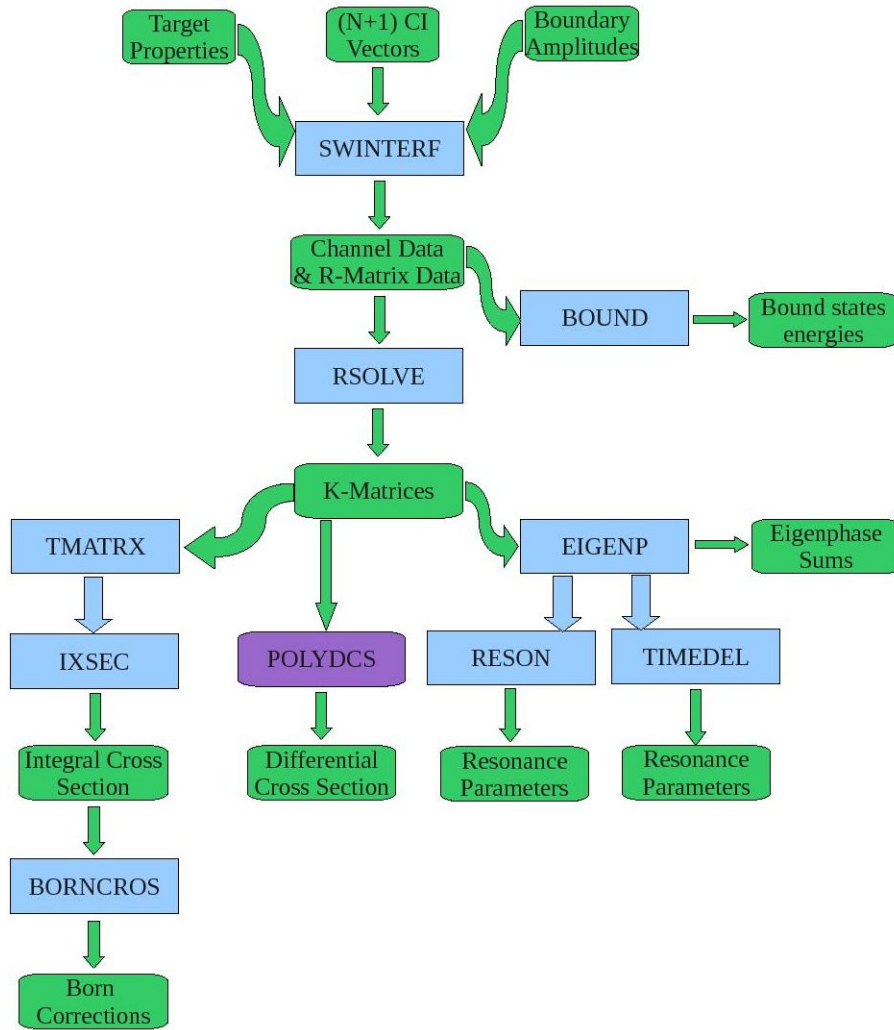 Target
Properties
(N+1) CI
Vectors
Boundary
Amplitudes
SWINTERF
Channel Data
& R-Matrix Data
BOUND
Bound states
energies
RSOLVE
K-Matrices
TMATRX
EIGENP
Eigenphase
Sums
IXSEC
POLYDCS
RESON
TIMEDEL
Integral Cross
Section
Differential
Cross Section
Resonance
Parameters
Resonance
Parameters
BORNCROS
Born
Corrections